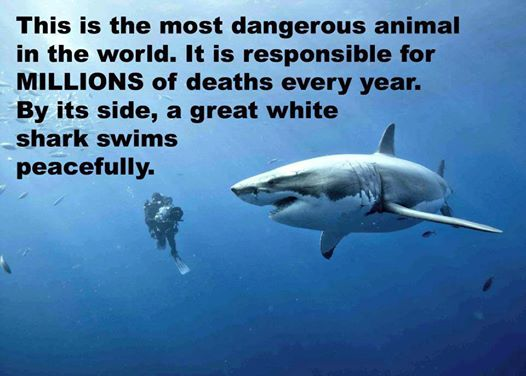 This is the most dangerous animal
in the world. It is responsible for
MILLIONS of deaths every year.
By its side, a great white
shark swims
peacefully.